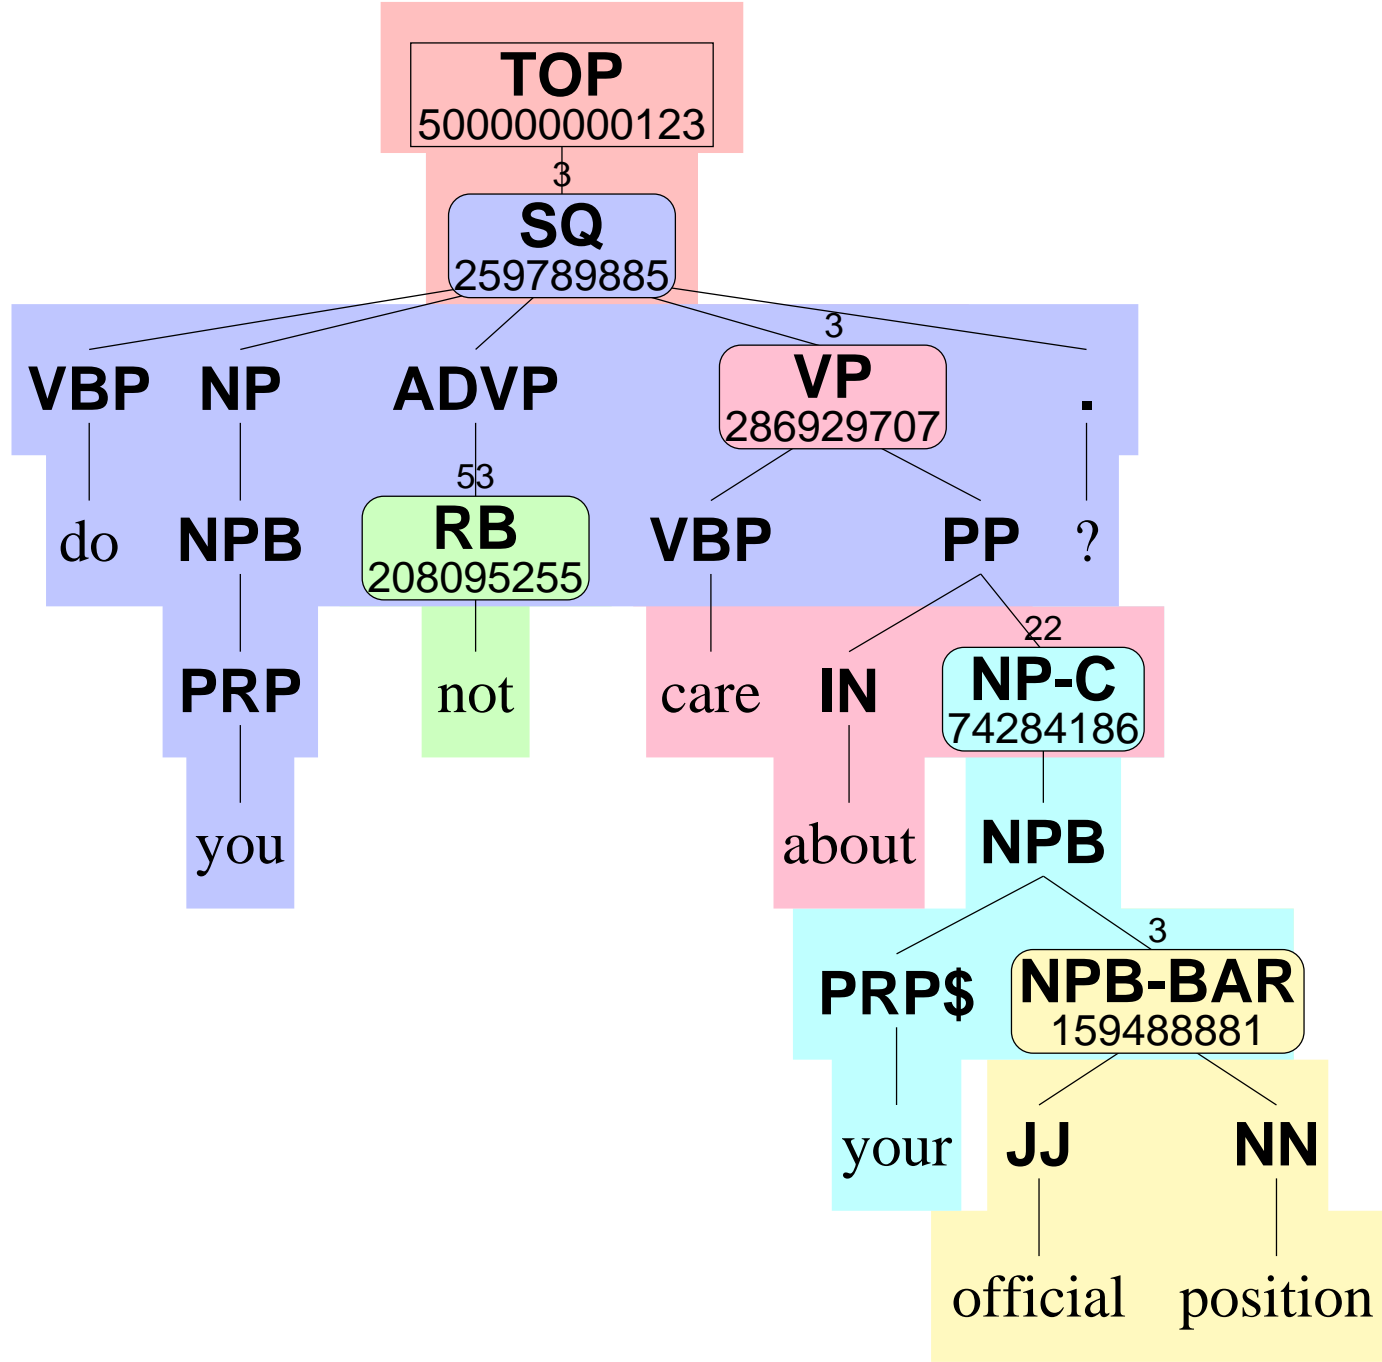 TOP
500000000123
3
SQ
259789885
3
VBP NP ADVP VP .
286929707
53
do NPB RB VBP PP ?
208095255
22
PRP not care IN NP-C
74284186
you about NPB
3
PRP$ NPB-BAR
159488881
your JJ NN
official position